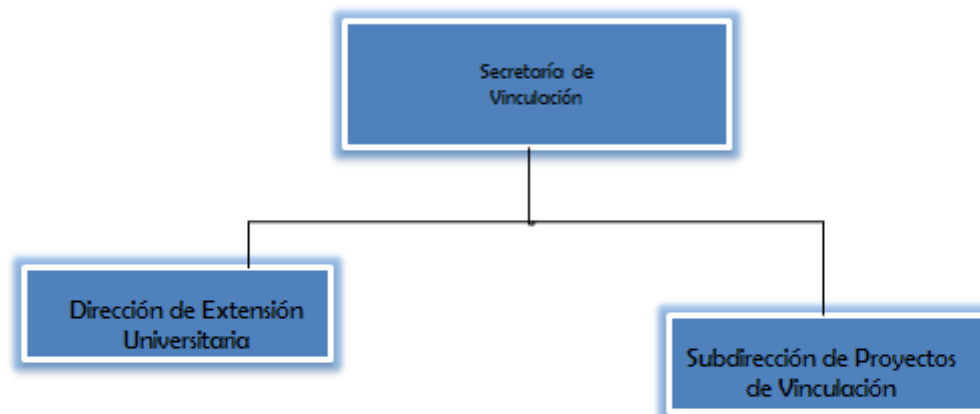 Secretaría de
Vinculación
Dirección de Extensión
Universitaria
Subdirección de Proyectos
de Vinculación